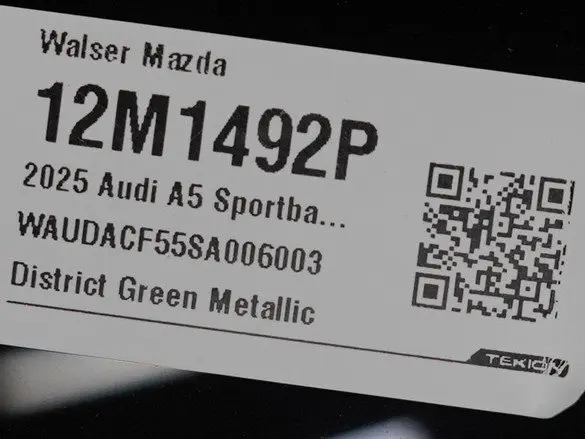 Walser Mazda
12M1492P
2025 Audi A5 Sportba...
WAUDACF55SA006003
District Green Metallic
TEKION